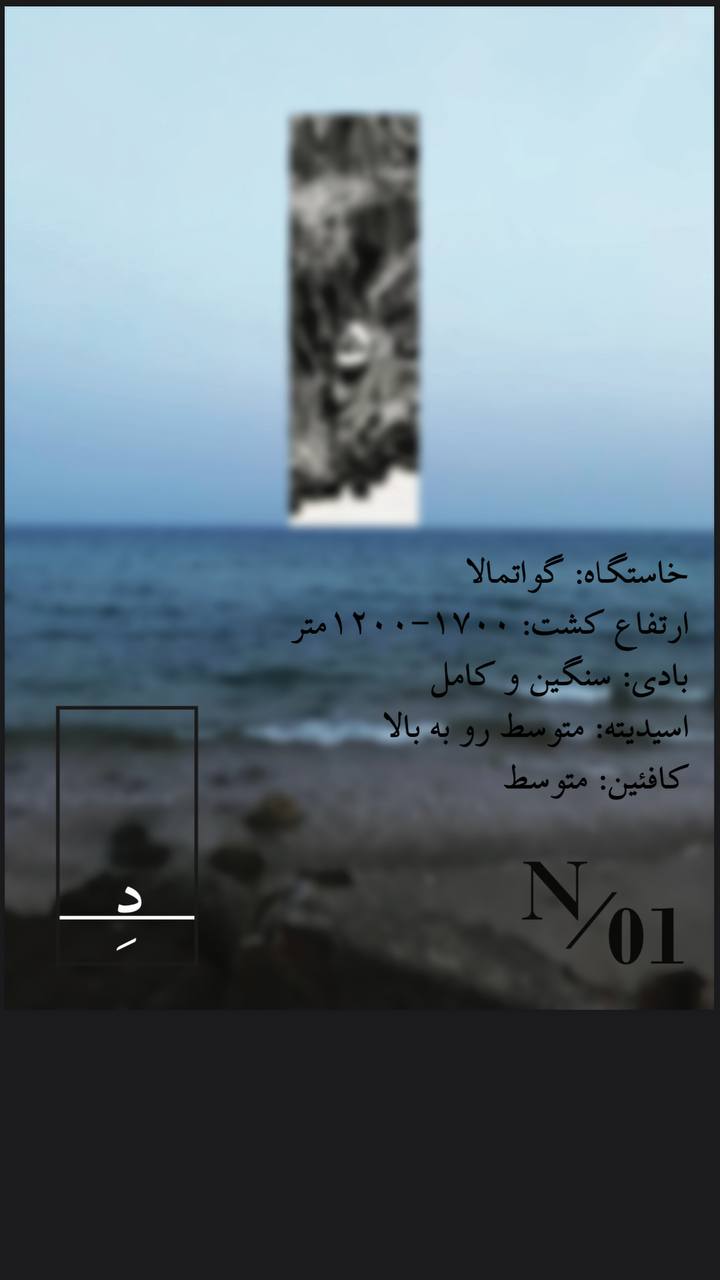 خاستگاه: گواتمالا
ارتفاع کشت: ۱۷۰۰-۱۲۰۰متر
بادی: سنگین و کامل
اسیدیته: متوسط رو به بالا
کافئین: متوسط
N/01
دِ